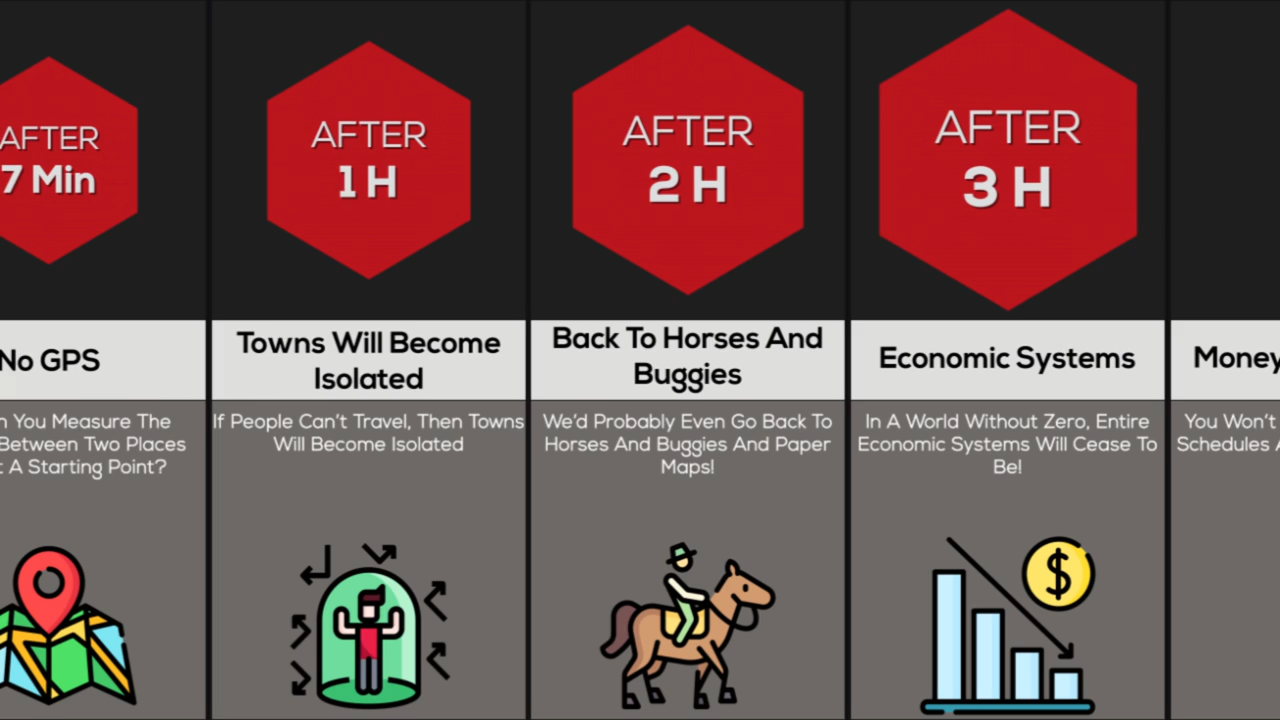 AFTER
7 Min
No GPS
You Measure The
Between Two Places
A Starting Point?
AFTER
1 H
Towns Will Become
Isolated
If People Can't Travel, Then Towns
Will Become Isolated
AFTER
2 H
Back To Horses And
Buggies
We'd Probably Even Go Back To
Horses And Buggies And Paper
Maps!
AFTER
3 H
Economic Systems
In A World Without Zero, Entire
Economic Systems Will Cease To
Be!
$
Money
You Won't
Schedules